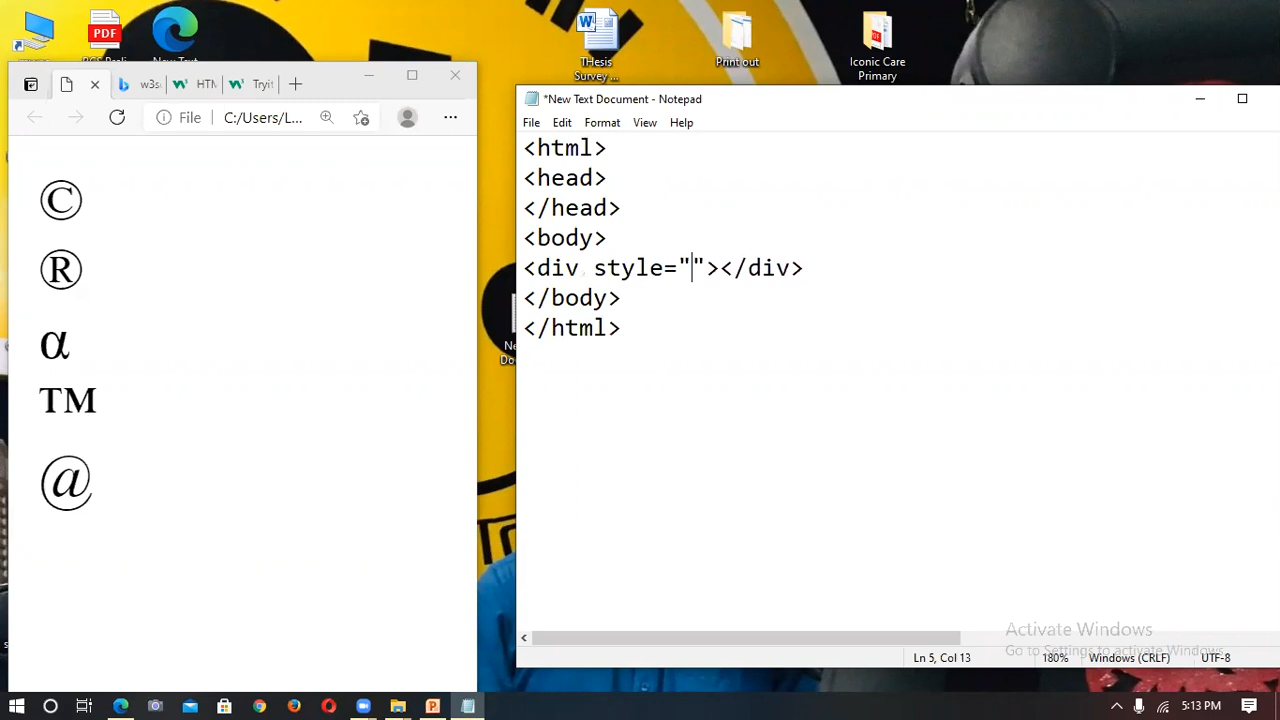 PDF
THesis
Survey ...
Print out
Iconic Care
Primary
w3s
HTM
Tryit
File
C:/Users/L...
...
©
®
α
TM
@
*New Text Document - Notepad
File Edit Format View Help
<html>
<head>
</head>
<body>
<div style=""></div>
</body>
</html>
Activate Windows
Go to Settings to activate Windows.
Ln 5, Col 13
180%
Windows (CRLF)
UTF-8
5:13 PM